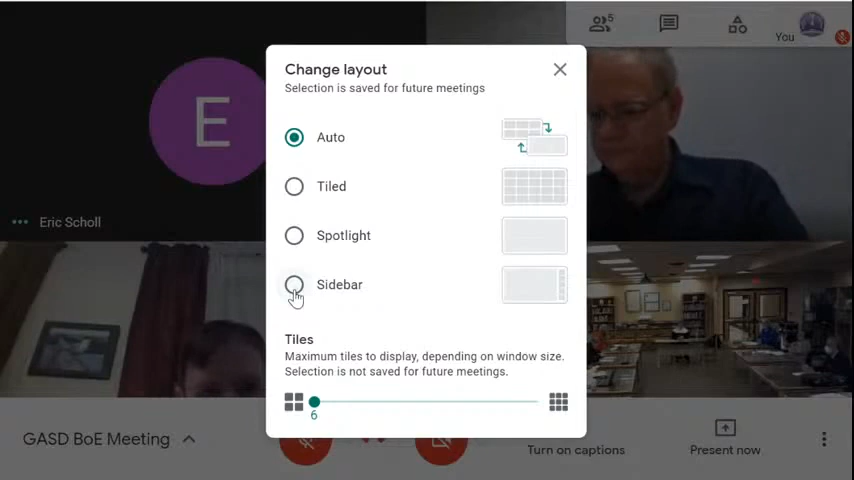 5
You
Change layout
Selection is saved for future meetings
Auto
E
Tiled
Eric Scholl
Spotlight
Sidebar
Tiles
Maximum tiles to display, depending on window size.
Selection is not saved for future meetings.
6
GASD BoE Meeting
Turn on captions
Present now